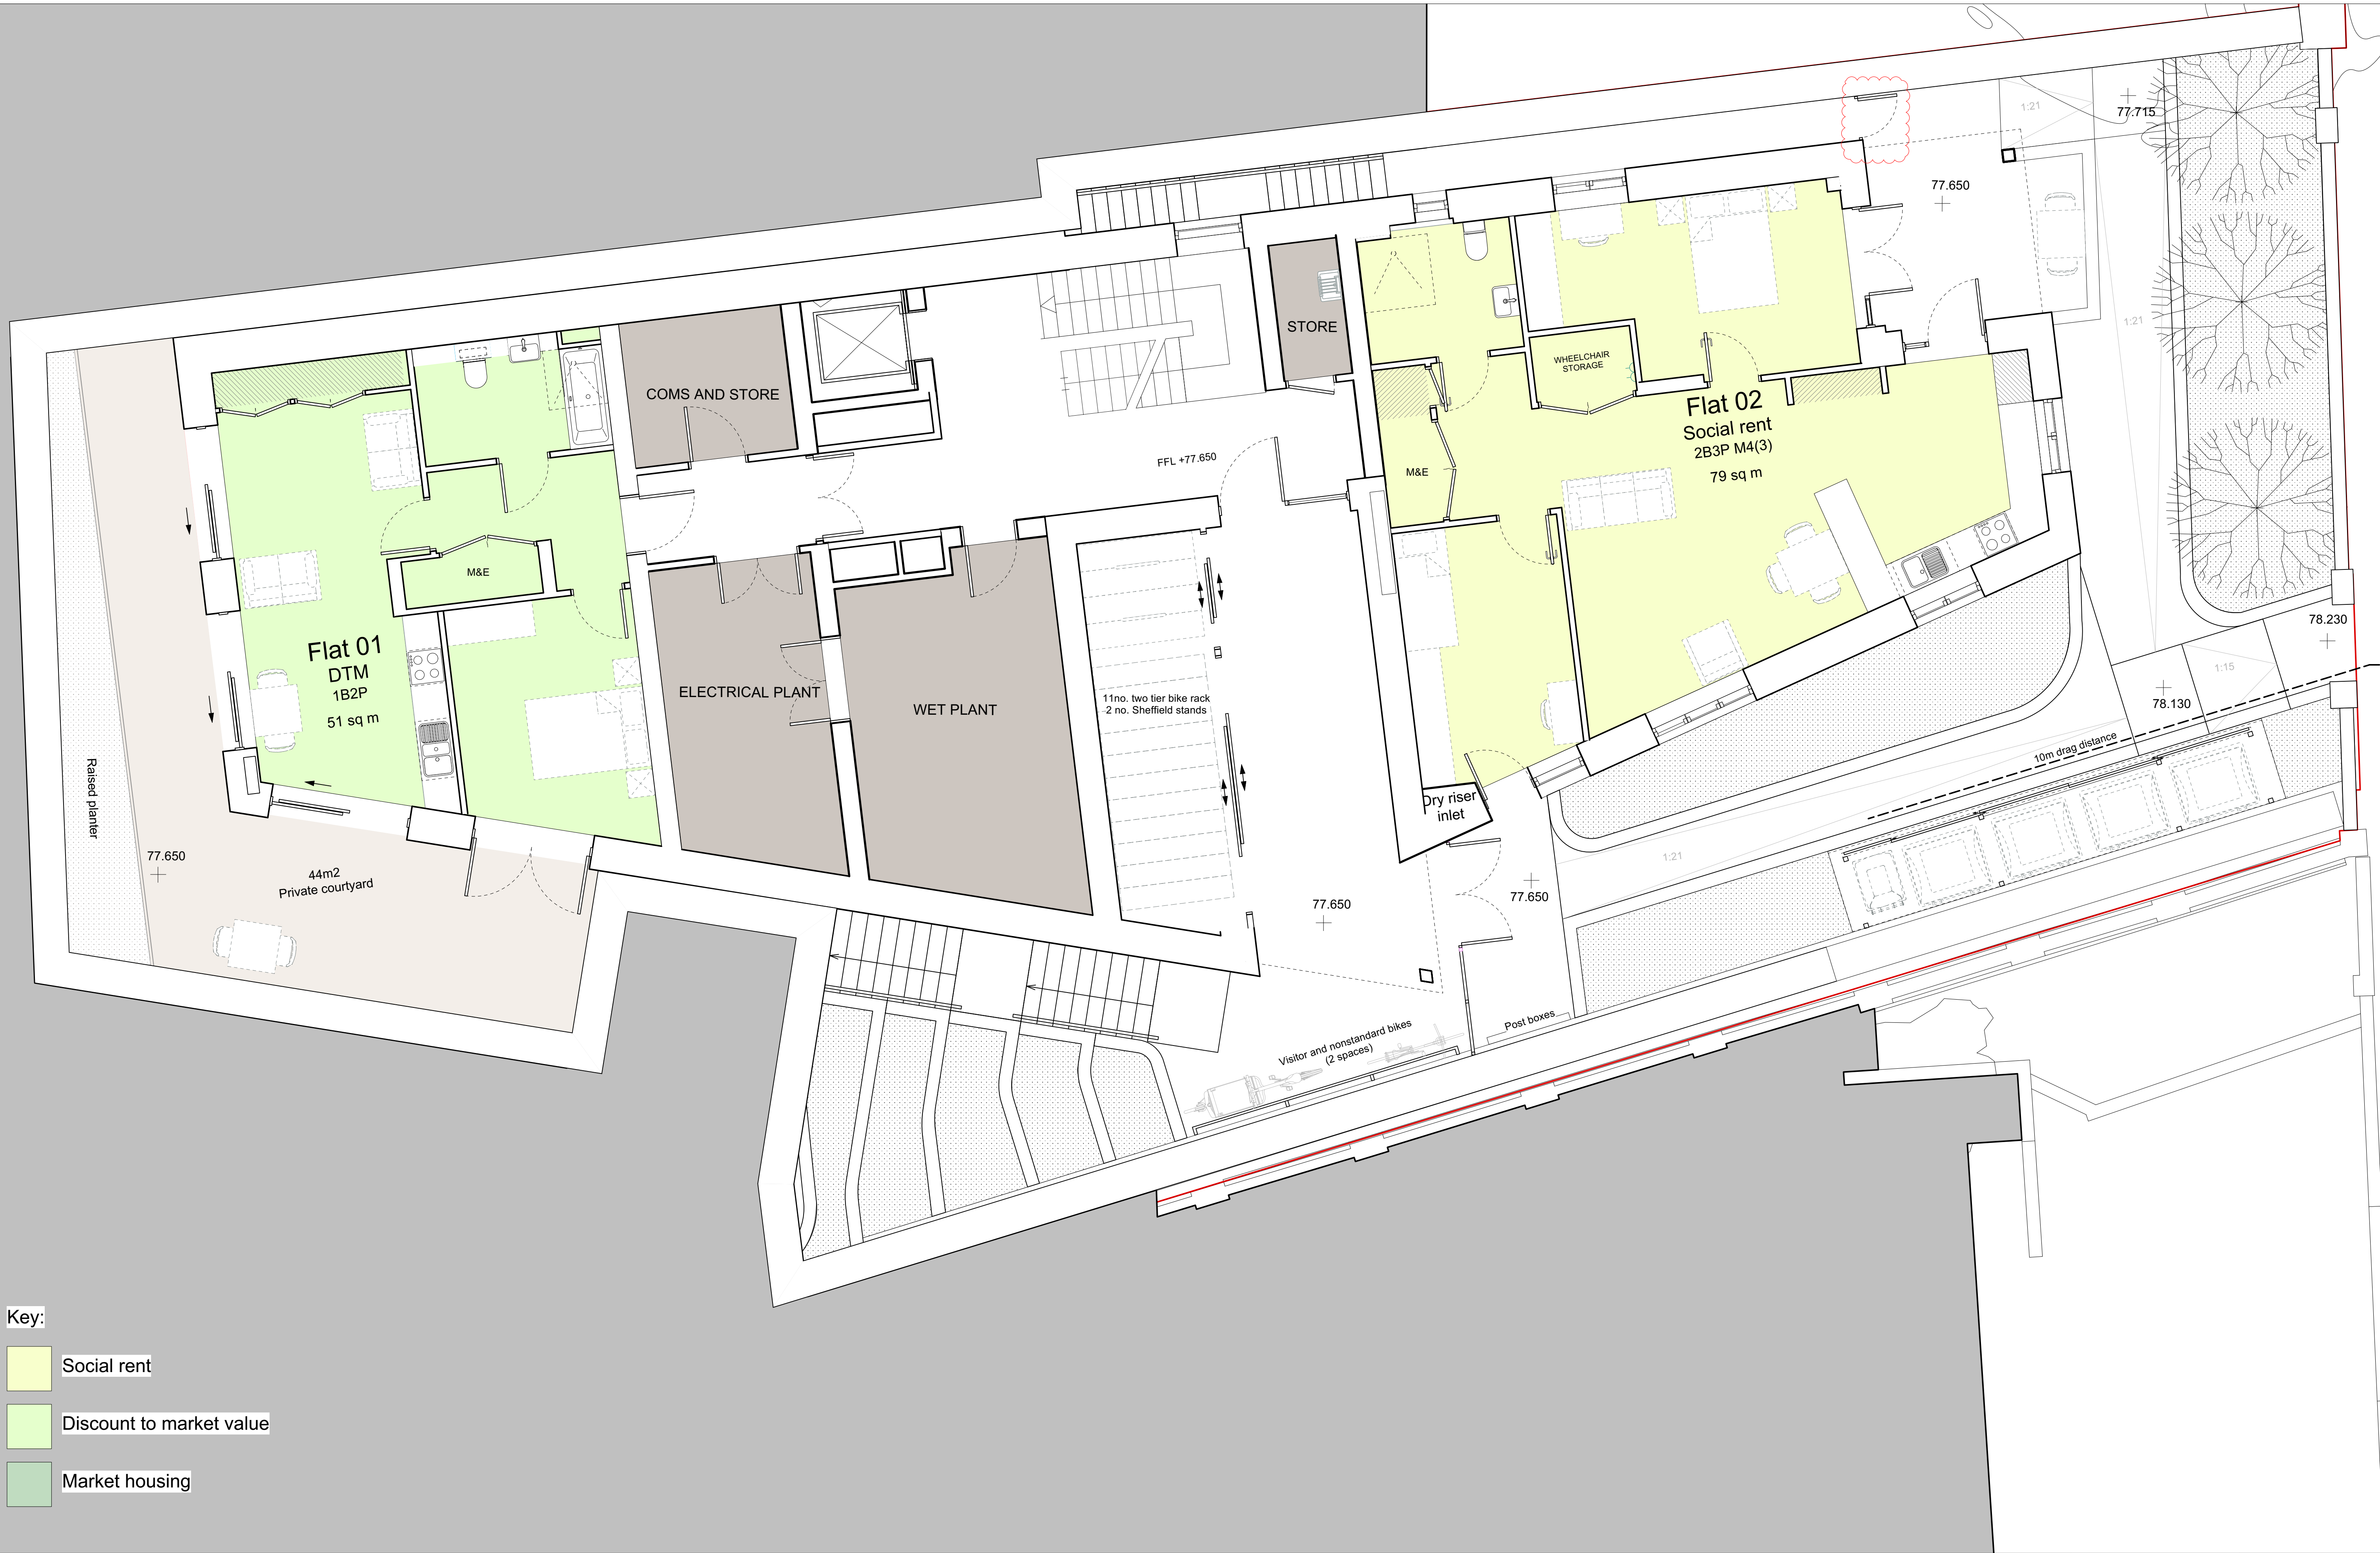 1:21
77.715
77.650
STORE
WHEELCHAIR
STORAGE
1:21
COMS AND STORE
Flat 02
Social rent
2B3P M4(3)
79 sq m
FFL +77.650
M&E
M&E
Flat 01
DTM
1B2P
51 sq m
ELECTRICAL PLANT
WET PLANT
11no. two tier bike rack
2 no. Sheffield stands
78.230
1:15
78.130
10m drag distance
Raised planter
Dry riser
inlet
77.650
1:21
44m2
Private courtyard
77.650
77.650
Post boxes
Visitor and nonstandard bikes
(2 spaces)
Key:
Social rent
Discount to market value
Market housing